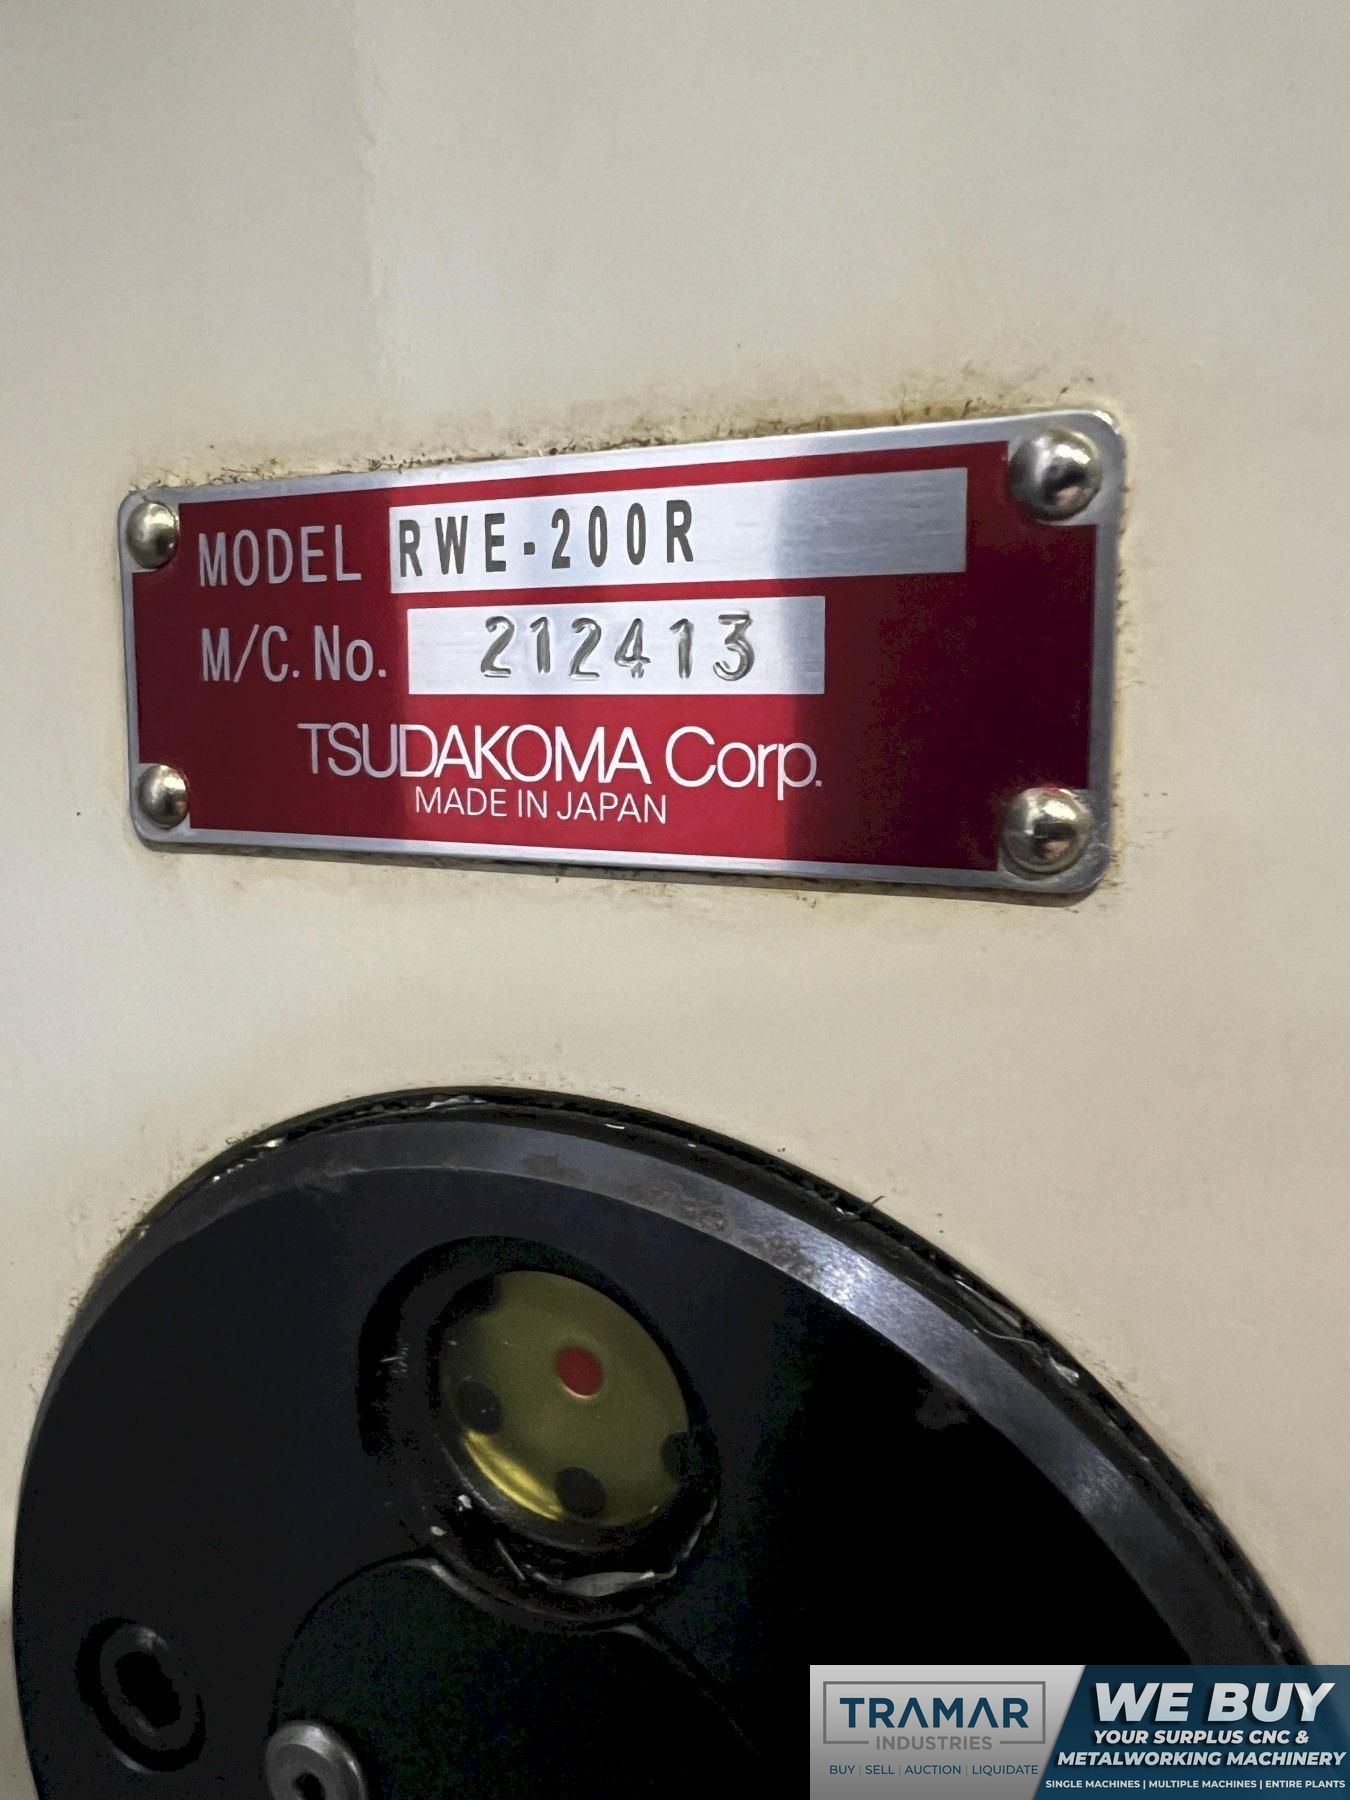 MODEL RWE-200R
M/C. No. 212413
TSUDAKOMA Corp.
MADE IN JAPAN
TRAMAR
INDUSTRIES
BUY | SELL | AUCTION | LIQUIDATE
WE BUY
YOUR SURPLUS CNC &
METALWORKING MACHINERY
SINGLE MACHINES | MULTIPLE MACHINES | ENTIRE PLANTS